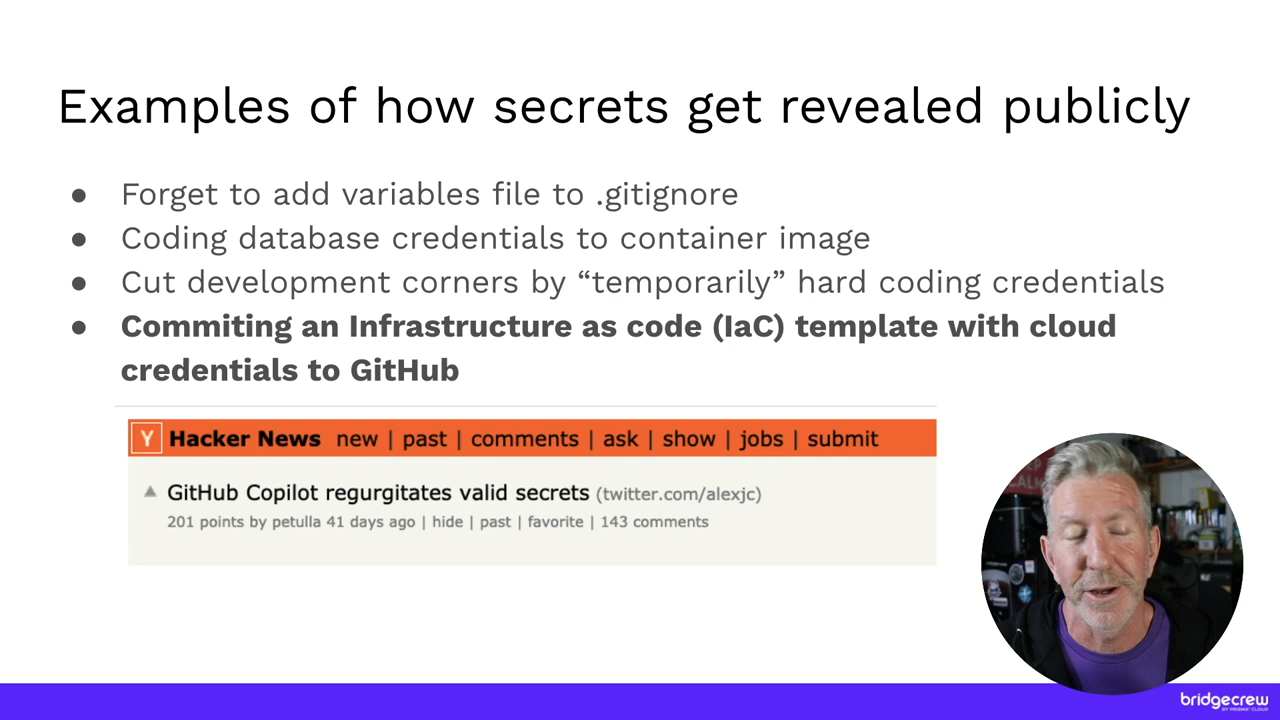 Examples of how secrets get revealed publicly
● Forget to add variables file to .gitignore
● Coding database credentials to container image
● Cut development corners by “temporarily” hard coding credentials
● Commiting an Infrastructure as code (IaC) template with cloud
credentials to GitHub
Y Hacker News new | past | comments | ask | show | jobs | submit
▲ GitHub Copilot regurgitates valid secrets (twitter.com/alexjc)
201 points by petulla 41 days ago | hide | past | favorite | 143 comments
bridgecrew
BY PRISMA CLOUD